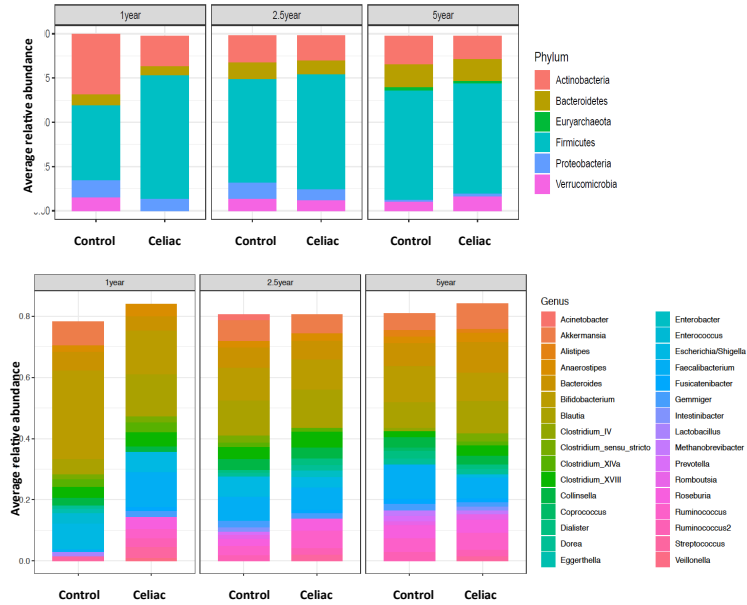 1year 2.5year 5year
Average relative abundance
Control Celiac Control Celiac Control Celiac
Phylum
Actinobacteria
Bacteroidetes
Euryarchaeota
Firmicutes
Proteobacteria
Verrucomicrobia
1year 2.5year 5year
Average relative abundance
0.8
0.6
0.4
0.2
0.0
Control Celiac Control Celiac Control Celiac
Genus
Acinetobacter
Akkermansia
Alistipes
Anaerostipes
Bacteroides
Bifidobacterium
Blautia
Clostridium_IV
Clostridium_sensu_stricto
Clostridium_XIVa
Clostridium_XVIII
Collinsella
Coprococcus
Dialister
Dorea
Eggerthella
Enterobacter
Enterococcus
Escherichia/Shigella
Faecalibacterium
Fusicatenibacter
Gemmiger
Intestinibacter
Lactobacillus
Methanobrevibacter
Prevotella
Romboutsia
Roseburia
Ruminococcus
Ruminococcus2
Streptococcus
Veillonella